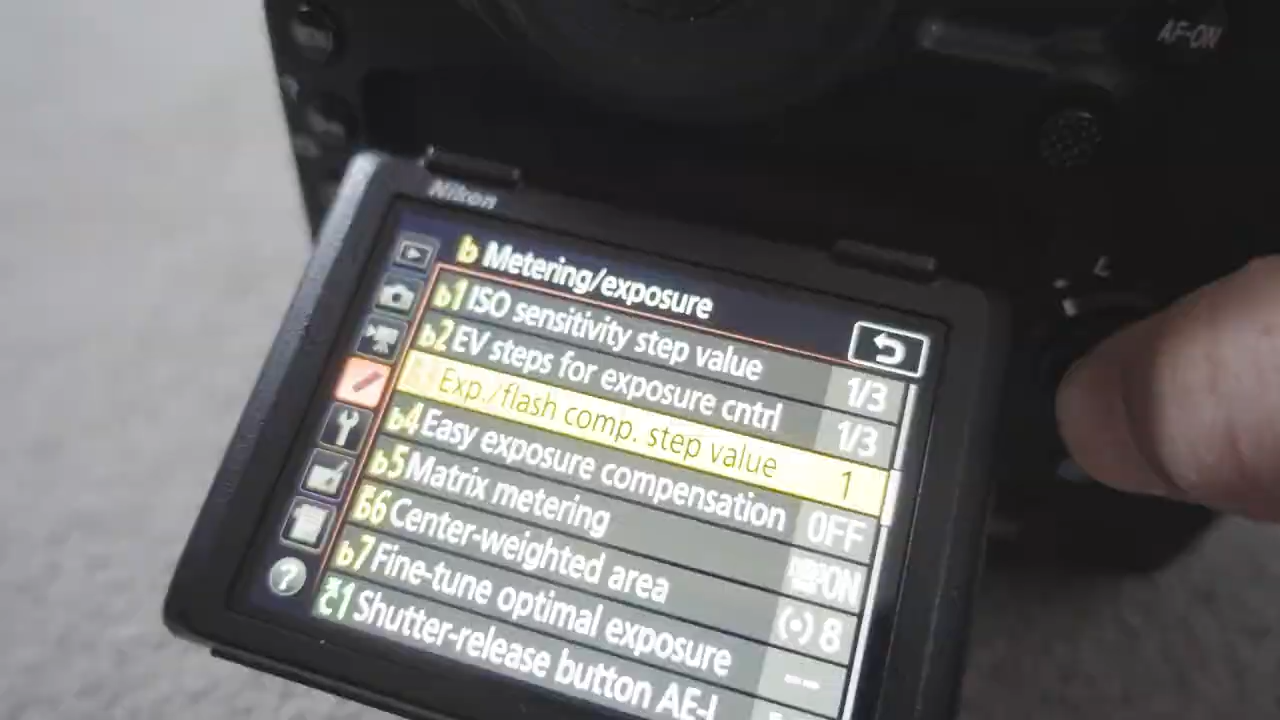 AF-ON
Nikon
b Metering/exposure
b1 ISO sensitivity step value 1/3
b2 EV steps for exposure cntrl 1/3
Exp./flash comp. step value 1
b4 Easy exposure compensation OFF
b5 Matrix metering ON
b6 Center-weighted area (•) 8
b7 Fine-tune optimal exposure --
c1 Shutter-release button AE-L
?
L